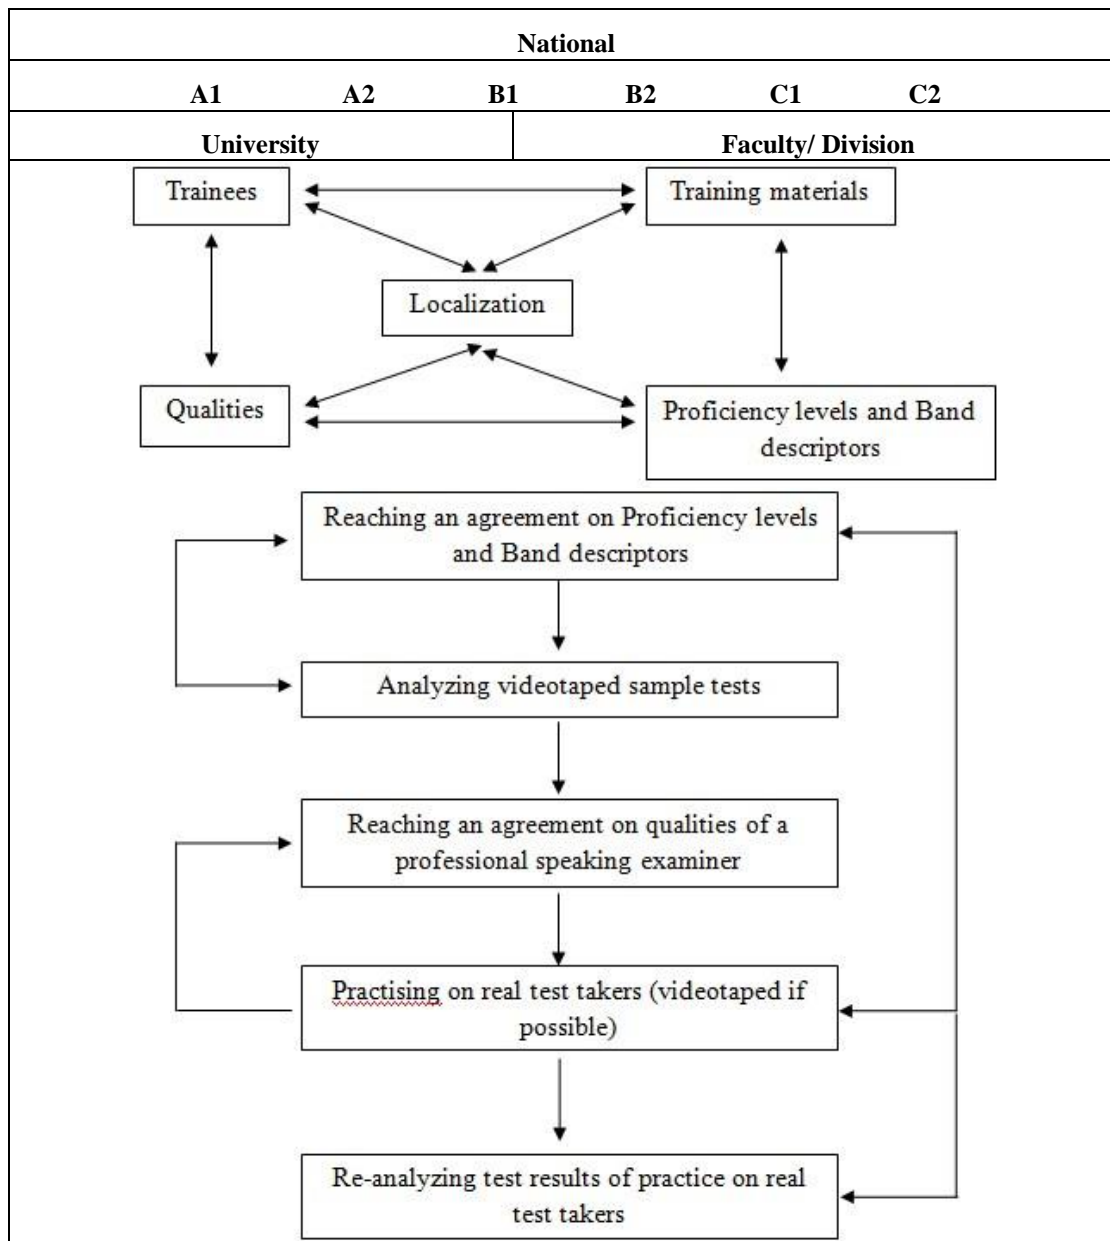 National
A1 A2 B1 B2 C1 C2
University Faculty/ Division
Trainees
Training materials
Localization
Qualities
Proficiency levels and Band
descriptors
Reaching an agreement on Proficiency levels
and Band descriptors
Analyzing videotaped sample tests
Reaching an agreement on qualities of a
professional speaking examiner
Practising on real test takers (videotaped if
possible)
Re-analyzing test results of practice on real
test takers